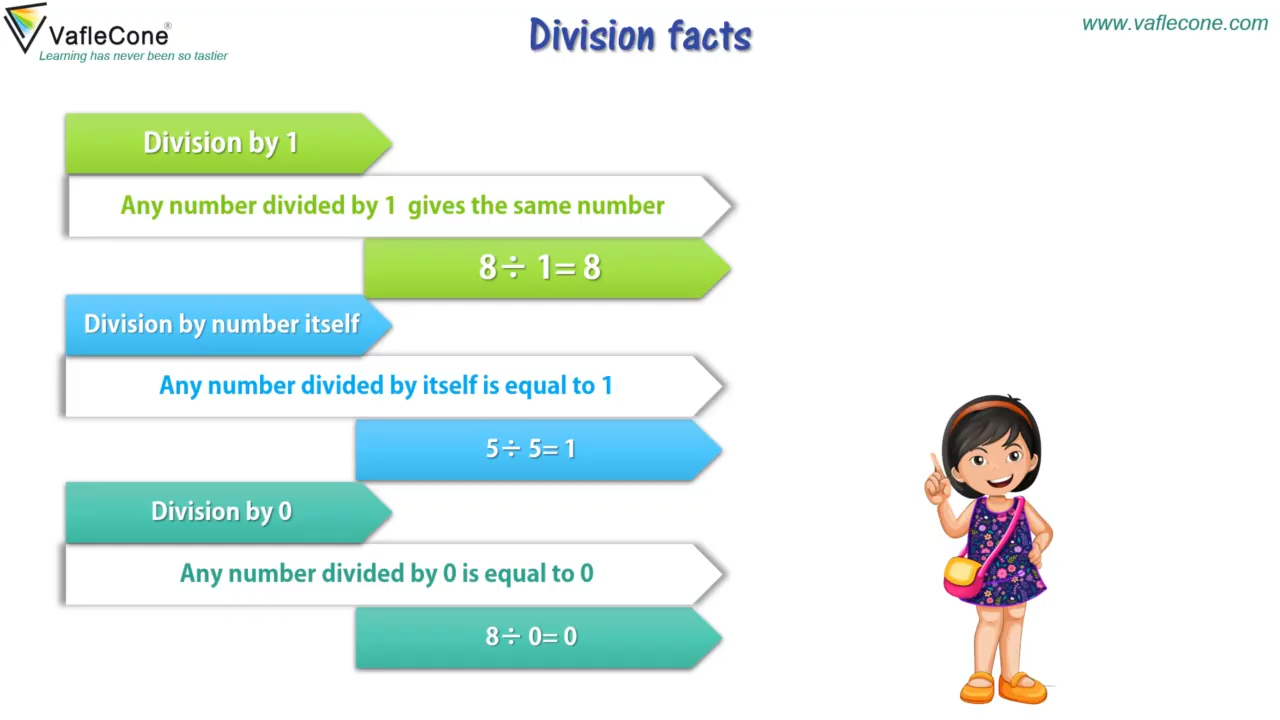 VafleCone®
Learning has never been so tastier
Division facts
www.vaflecone.com
Division by 1
Any number divided by 1 gives the same number
8÷ 1= 8
Division by number itself
Any number divided by itself is equal to 1
5÷ 5= 1
Division by 0
Any number divided by 0 is equal to 0
8÷ 0= 0